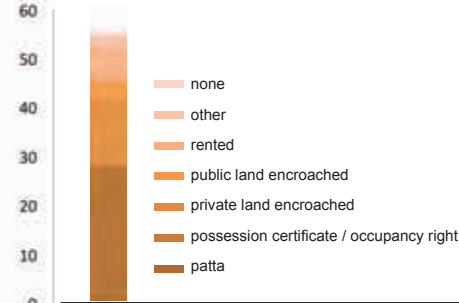 60
50
40
30
20
10
0
none
other
rented
public land encroached
private land encroached
possession certificate / occupancy right
patta